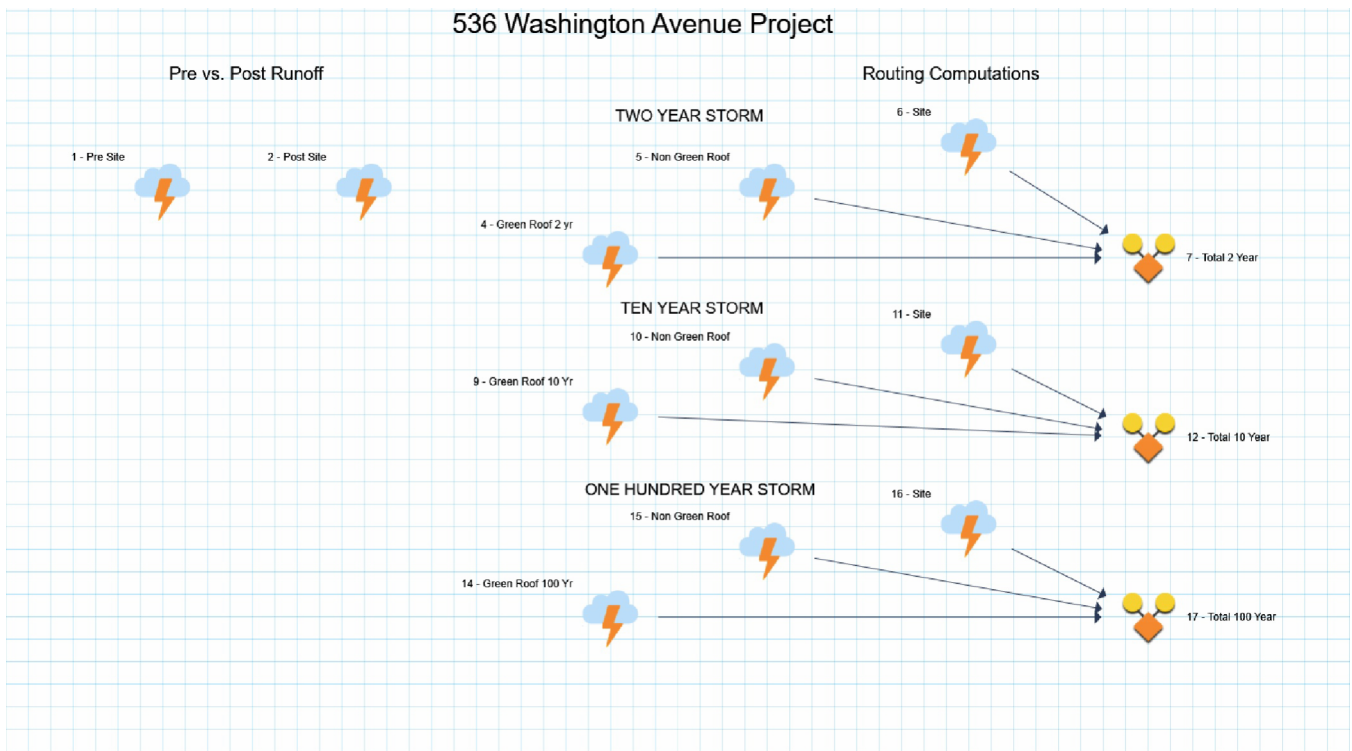 536 Washington Avenue Project
Pre vs. Post Runoff
Routing Computations
TWO YEAR STORM
6 - Site
1 - Pre Site
2 - Post Site
5 - Non Green Roof
4 - Green Roof 2 yr
7 - Total 2 Year
TEN YEAR STORM
11 - Site
10 - Non Green Roof
9 - Green Roof 10 Yr
12 - Total 10 Year
ONE HUNDRED YEAR STORM
16 - Site
15 - Non Green Roof
14 - Green Roof 100 Yr
17 - Total 100 Year